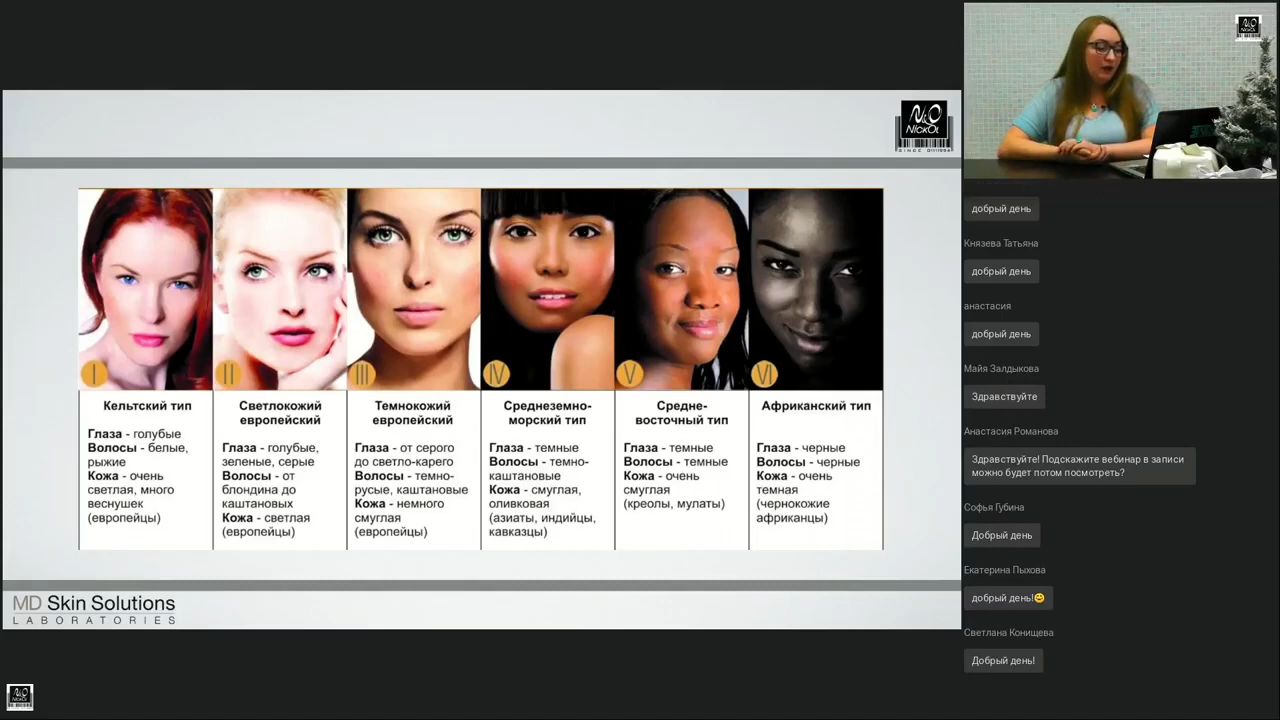 NICKOL
SINCE 01111994
I
II
III
IV
V
VI
Кельтский тип
Глаза - голубые
Волосы - белые,
рыжие
Кожа - очень
светлая, много
веснушек
(европейцы)
Светлокожий
европейский
Глаза - голубые,
зеленые, серые
Волосы - от
блондина до
каштановых
Кожа - светлая
(европейцы)
Темнокожий
европейский
Глаза - от серого
до светло-карего
Волосы - темно-
русые, каштановые
Кожа - немного
смуглая
(европейцы)
Среднеземно-
морский тип
Глаза - темные
Волосы - темно-
каштановые
Кожа - смуглая,
оливковая
(азиаты, индийцы,
кавказцы)
Средне-
восточный тип
Глаза - темные
Волосы - темные
Кожа - очень
смуглая
(креолы, мулаты)
Африканский тип
Глаза - черные
Волосы - черные
Кожа - очень
темная
(чернокожие
африканцы)
MD Skin Solutions
LABORATORIES
NICKOL
NICKOL
добрый день
Князева Татьяна
добрый день
анастасия
добрый день
Майя Залдыкова
Здравствуйте
Анастасия Романова
Здравствуйте! Подскажите вебинар в записи
можно будет потом посмотреть?
Софья Губина
Добрый день
Екатерина Пыхова
добрый день!😊
Светлана Конищева
Добрый день!